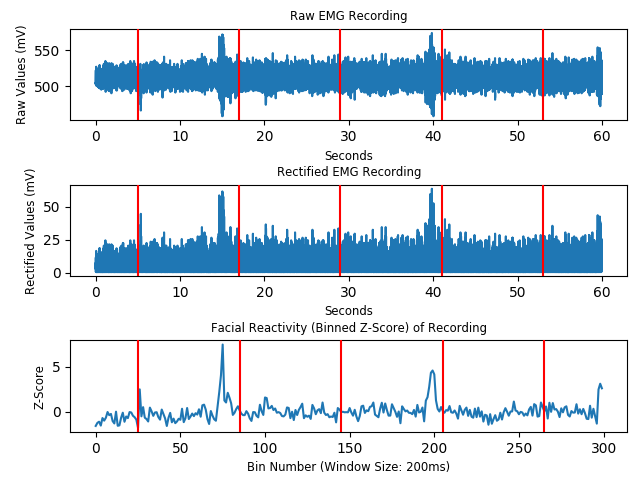 Raw EMG Recording
Raw Values (mV)
550
500
0 10 20 30 40 50 60
Seconds
Rectified EMG Recording
Rectified Values (mV)
50
25
0
0 10 20 30 40 50 60
Seconds
Facial Reactivity (Binned Z-Score) of Recording
Z-Score
5
0
0 50 100 150 200 250 300
Bin Number (Window Size: 200ms)